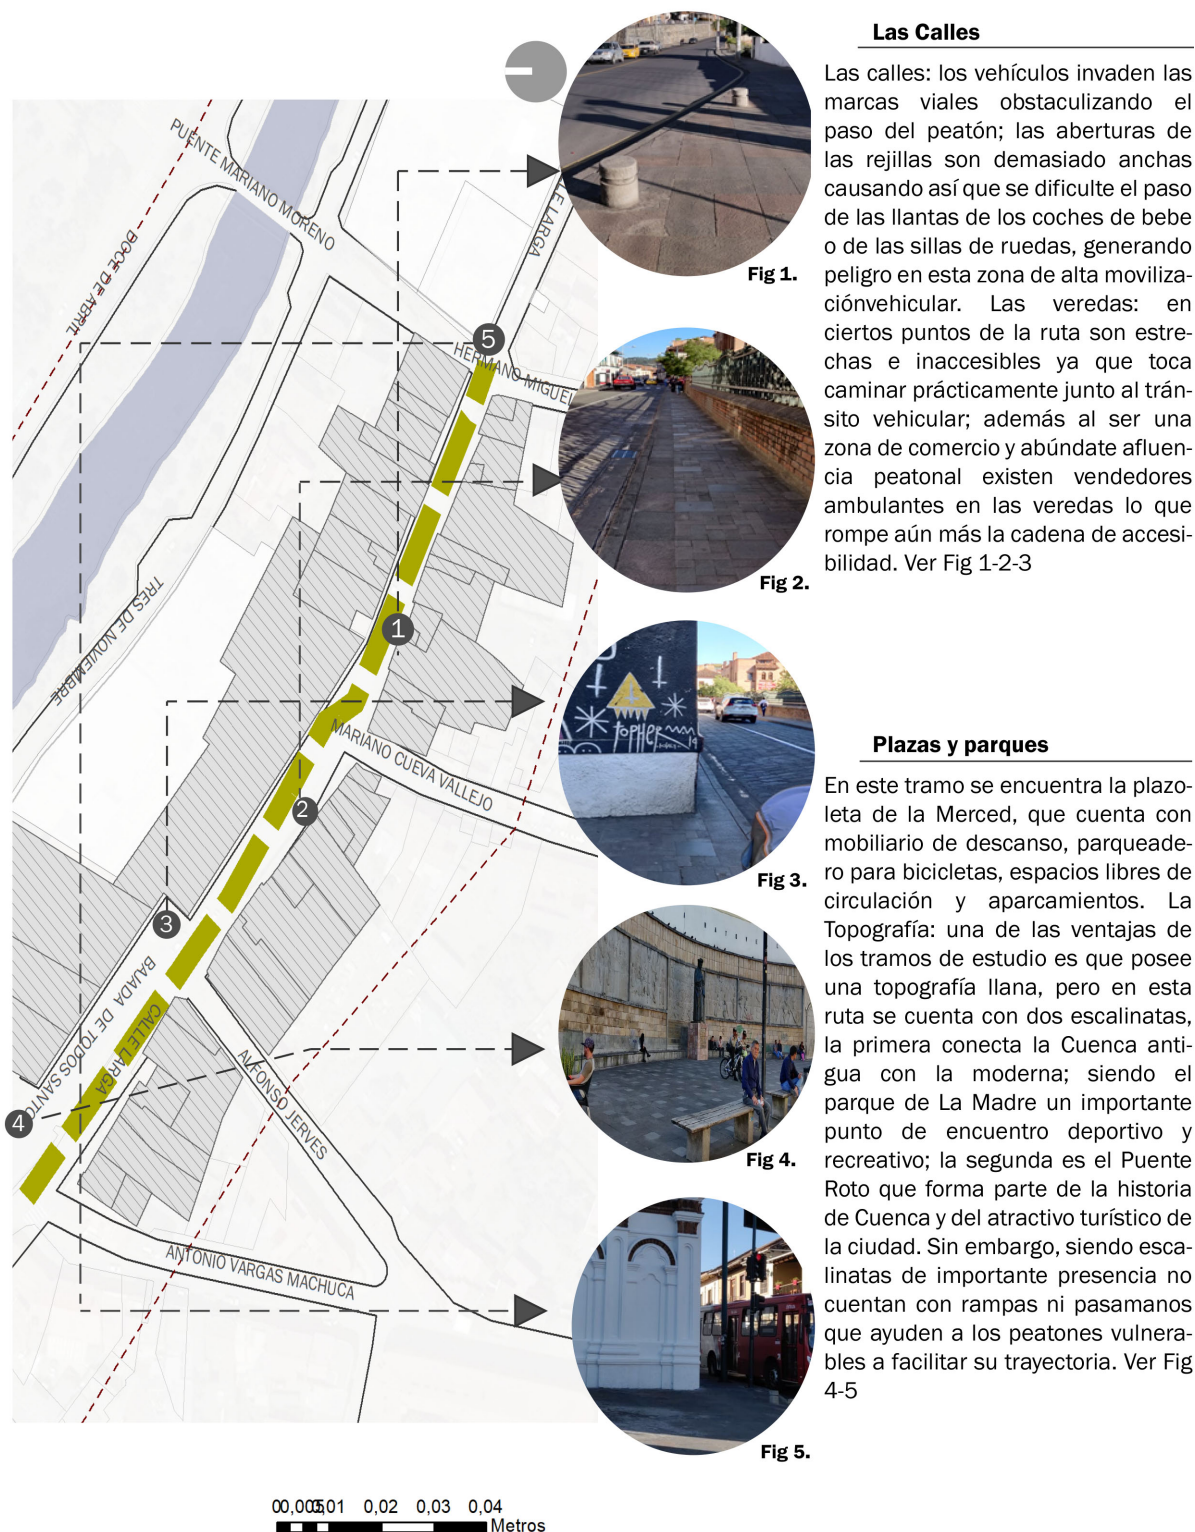 Las Calles
Las calles: los vehículos invaden las
marcas viales obstaculizando el
paso del peatón; las aberturas de
las rejillas son demasiado anchas
causando así que se dificulte el paso
de las llantas de los coches de bebe
o de las sillas de ruedas, generando
peligro en esta zona de alta moviliza-
ciónvehicular. Las veredas: en
ciertos puntos de la ruta son estre-
chas e inaccesibles ya que toca
caminar prácticamente junto al trán-
sito vehicular; además al ser una
zona de comercio y abúndate afluen-
cia peatonal existen vendedores
ambulantes en las veredas lo que
rompe aún más la cadena de accesi-
bilidad. Ver Fig 1-2-3
Plazas y parques
En este tramo se encuentra la plazo-
leta de la Merced, que cuenta con
mobiliario de descanso, parqueade-
ro para bicicletas, espacios libres de
circulación y aparcamientos. La
Topografía: una de las ventajas de
los tramos de estudio es que posee
una topografía llana, pero en esta
ruta se cuenta con dos escalinatas,
la primera conecta la Cuenca anti-
gua con la moderna; siendo el
parque de La Madre un importante
punto de encuentro deportivo y
recreativo; la segunda es el Puente
Roto que forma parte de la historia
de Cuenca y del atractivo turístico de
la ciudad. Sin embargo, siendo esca-
linatas de importante presencia no
cuentan con rampas ni pasamanos
que ayuden a los peatones vulnera-
bles a facilitar su trayectoria. Ver Fig
4-5
PUENTE MARIANO MORENO
DOCE DE ABRIL
E LARGA
5
HERMANO MIGUEL
TRES DE NOVIEMBRE
1
MARIANO CUEVA VALLEJO
2
3
BAJADA DE TODOS SANTO
CALLE LARGA
ALFONSO JERVES
4
ANTONIO VARGAS MACHUCA
Fig 1.
Fig 2.
TOPHER
Fig 3.
Fig 4.
Fig 5.
0 0,005 0,01 0,02 0,03 0,04
Metros